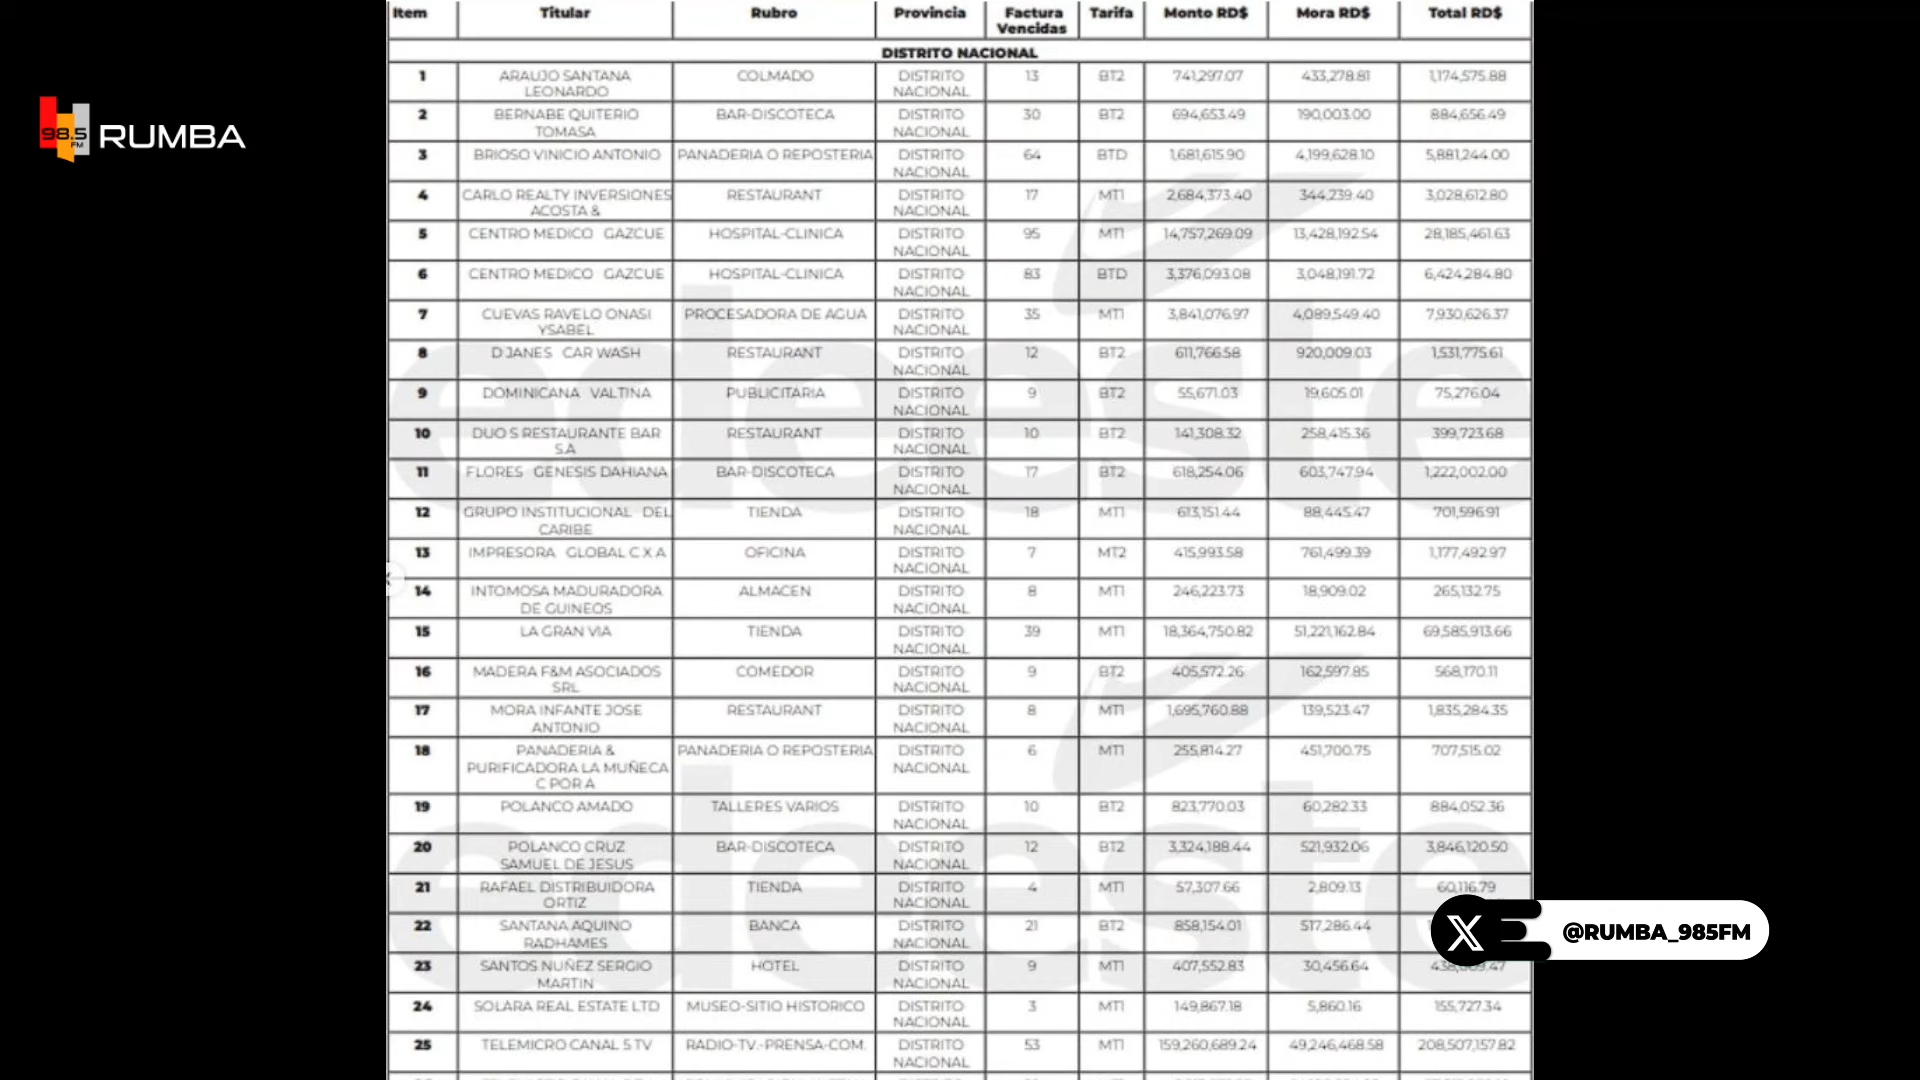 Item Titular Rubro Provincia Factura Vencidas Tarifa Monto RD$ Mora RD$ Total RD$
DISTRITO NACIONAL
1 ARAUJO SANTANA LEONARDO COLMADO DISTRITO NACIONAL 13 BT2 741,297.07 433,278.81 1,174,575.88
2 BERNABE QUITERIO TOMASA BAR-DISCOTECA DISTRITO NACIONAL 30 BT2 694,653.49 190,003.00 884,656.49
3 BRIOSO VINICIO ANTONIO PANADERIA O REPOSTERIA DISTRITO NACIONAL 64 BTD 1,681,615.90 4,199,628.10 5,881,244.00
4 CARLO REALTY INVERSIONES ACOSTA & RESTAURANT DISTRITO NACIONAL 17 MT1 2,684,373.40 344,239.40 3,028,612.80
5 CENTRO MEDICO GAZCUE HOSPITAL-CLINICA DISTRITO NACIONAL 95 MT1 14,757,269.09 13,428,192.54 28,185,461.63
6 CENTRO MEDICO GAZCUE HOSPITAL-CLINICA DISTRITO NACIONAL 83 BTD 3,376,093.08 3,048,191.72 6,424,284.80
7 CUEVAS RAVELO ONASI YSABEL PROCESADORA DE AGUA DISTRITO NACIONAL 35 MT1 3,841,076.97 4,089,549.40 7,930,626.37
8 D'JANES CAR WASH RESTAURANT DISTRITO NACIONAL 12 BT2 611,766.58 920,009.03 1,531,775.61
9 DOMINICANA VALTINA PUBLICITARIA DISTRITO NACIONAL 9 BT2 55,671.03 19,605.01 75,276.04
10 DUO S RESTAURANTE BAR S.A RESTAURANT DISTRITO NACIONAL 10 BT2 141,308.32 258,415.36 399,723.68
11 FLORES GENESIS DAHIANA BAR-DISCOTECA DISTRITO NACIONAL 17 BT2 618,254.06 603,747.94 1,222,002.00
12 GRUPO INSTITUCIONAL DEL CARIBE TIENDA DISTRITO NACIONAL 18 MT1 613,151.44 88,445.47 701,596.91
13 IMPRESORA GLOBAL C X A OFICINA DISTRITO NACIONAL 7 MT2 415,993.58 761,499.39 1,177,492.97
14 INTOMOSA MADURADORA DE GUINEOS ALMACEN DISTRITO NACIONAL 8 MT1 246,223.73 18,909.02 265,132.75
15 LA GRAN VIA TIENDA DISTRITO NACIONAL 39 MT1 18,364,750.82 51,221,162.84 69,585,913.66
16 MADERA F&M ASOCIADOS SRL COMEDOR DISTRITO NACIONAL 9 BT2 405,572.26 162,597.85 568,170.11
17 MORA INFANTE JOSE ANTONIO RESTAURANT DISTRITO NACIONAL 8 MT1 1,695,760.88 139,523.47 1,835,284.35
18 PANADERIA & PURIFICADORA LA MUÑECA C POR A PANADERIA O REPOSTERIA DISTRITO NACIONAL 6 MT1 255,814.27 451,700.75 707,515.02
19 POLANCO AMADO TALLERES VARIOS DISTRITO NACIONAL 10 BT2 823,770.03 60,282.33 884,052.36
20 POLANCO CRUZ SAMUEL DE JESUS BAR-DISCOTECA DISTRITO NACIONAL 12 BT2 3,324,188.44 521,932.06 3,846,120.50
21 RAFAEL DISTRIBUIDORA ORTIZ TIENDA DISTRITO NACIONAL 4 MT1 57,307.66 2,809.13 60,116.79
22 SANTANA AQUINO RADHAMES BANCA DISTRITO NACIONAL 21 BT2 858,154.01 517,286.44
23 SANTOS NUÑEZ SERGIO MARTIN HOTEL DISTRITO NACIONAL 9 MT1 407,552.83 30,456.64
24 SOLARA REAL ESTATE LTD MUSEO-SITIO HISTORICO DISTRITO NACIONAL 3 MT1 149,867.18 5,860.16 155,727.34
25 TELEMICRO CANAL 5 TV RADIO-TV.-PRENSA-COM. DISTRITO NACIONAL 53 MT1 159,260,689.24 49,246,468.58 208,507,157.82
edeeste
edeeste
98.5 FM RUMBA
@RUMBA_985FM